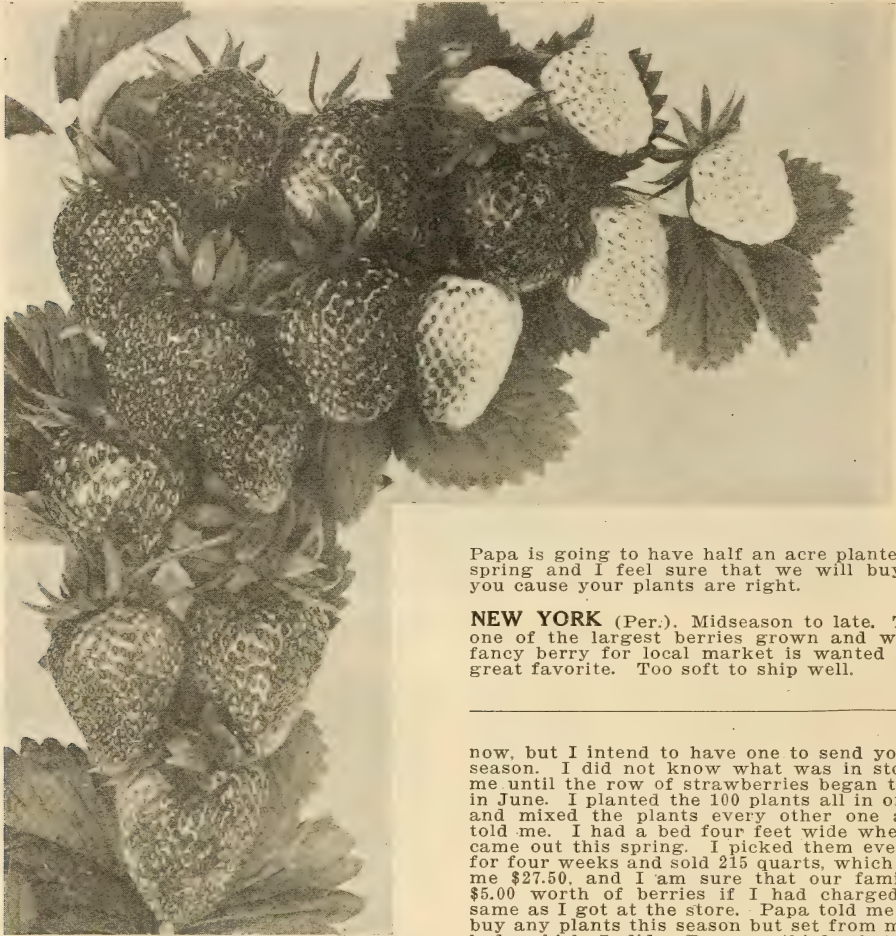 Papa is going to have half an acre plante
spring and I feel sure that we will buy
you cause your plants are right.
NEW YORK (Per.). Midseason to late.
one of the largest berries grown and w
fancy berry for local market is wanted
great favorite. Too soft to ship well.
now, but I intend to have one to send yo
season. I did not know what was in sto
me until the row of strawberries began t
in June. I planted the 100 plants all in o
and mixed the plants every other one a
told me. I had a bed four feet wide whe
came out this spring. I picked them eve
for four weeks and sold 215 quarts, which
me $27.50, and I am sure that our fami
$5.00 worth of berries if I had charged
same as I got at the store. Papa told me
buy any plants this season but set from m